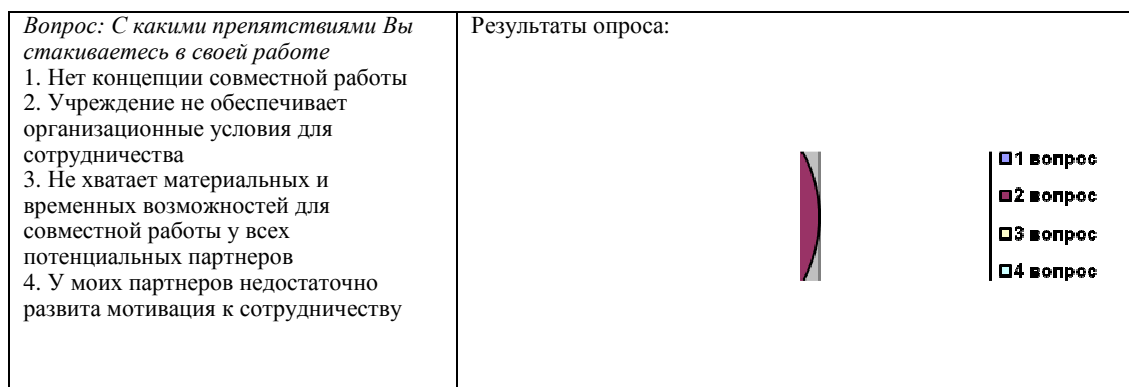 Вопрос: С какими препятствиями Вы
стакиваетесь в своей работе
1. Нет концепции совместной работы
2. Учреждение не обеспечивает
организационные условия для
сотрудничества
3. Не хватает материальных и
временных возможностей для
совместной работы у всех
потенциальных партнеров
4. У моих партнеров недостаточно
развита мотивация к сотрудничеству
Результаты опроса:
1 вопрос
2 вопрос
3 вопрос
4 вопрос